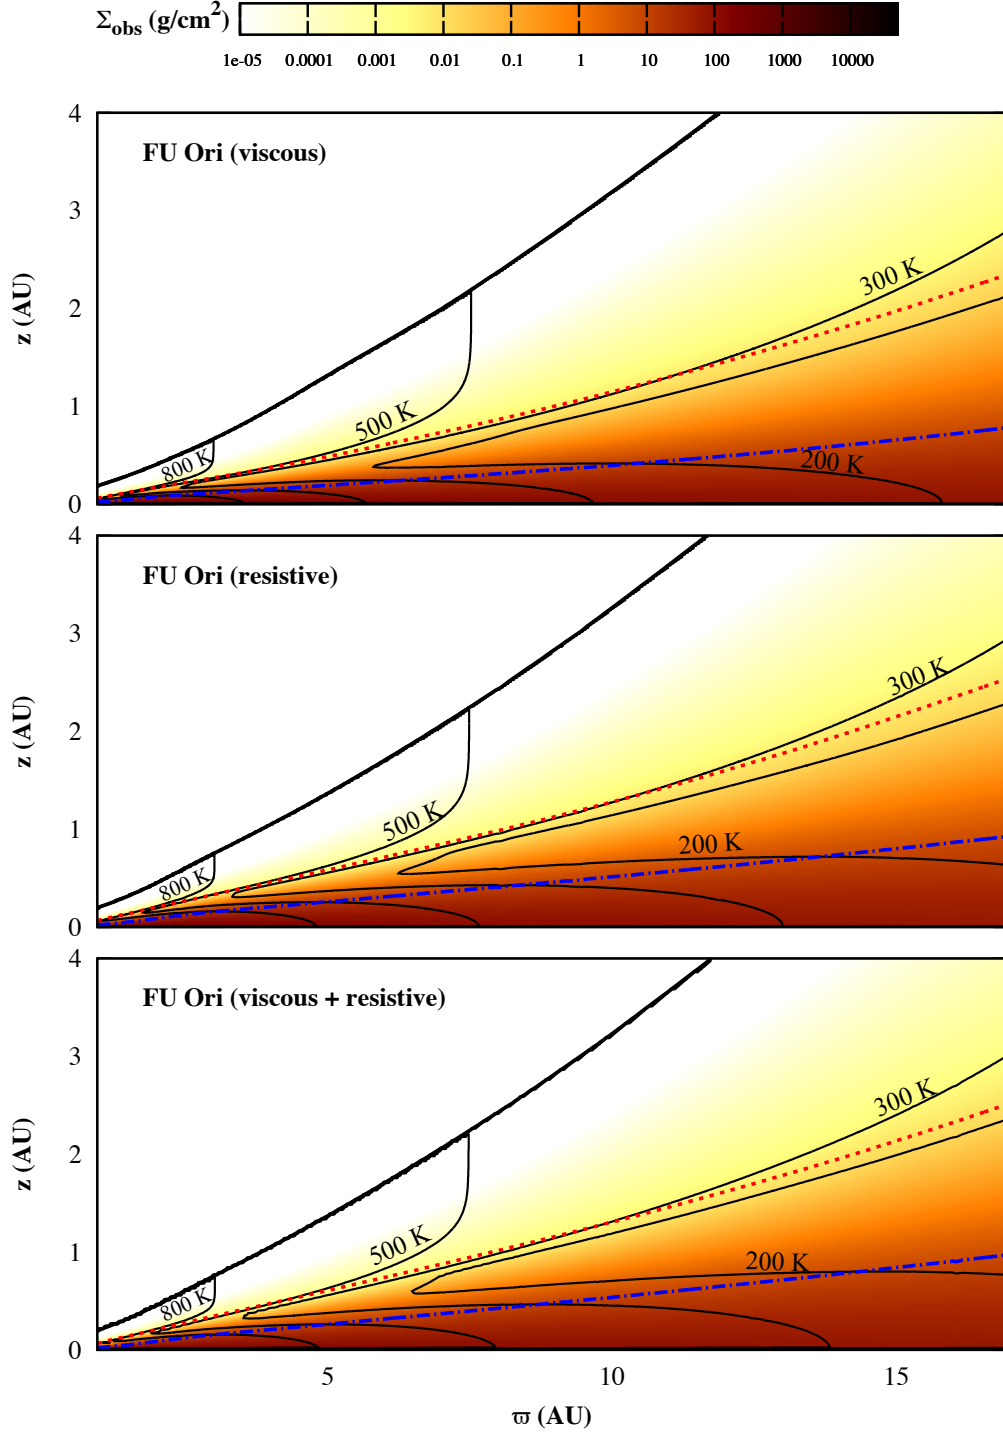 Σobs (g/cm²)
1e-05 0.0001 0.001 0.01 0.1 1 10 100 1000 10000
4
FU Ori (viscous)
3
300 K
z (AU)
2
500 K
1
800 K
200 K
0
4
FU Ori (resistive)
3
300 K
z (AU)
2
500 K
1
200 K
800 K
0
4
FU Ori (viscous + resistive)
3
300 K
z (AU)
2
500 K
1
200 K
800 K
0
5 10 15
ϖ (AU)